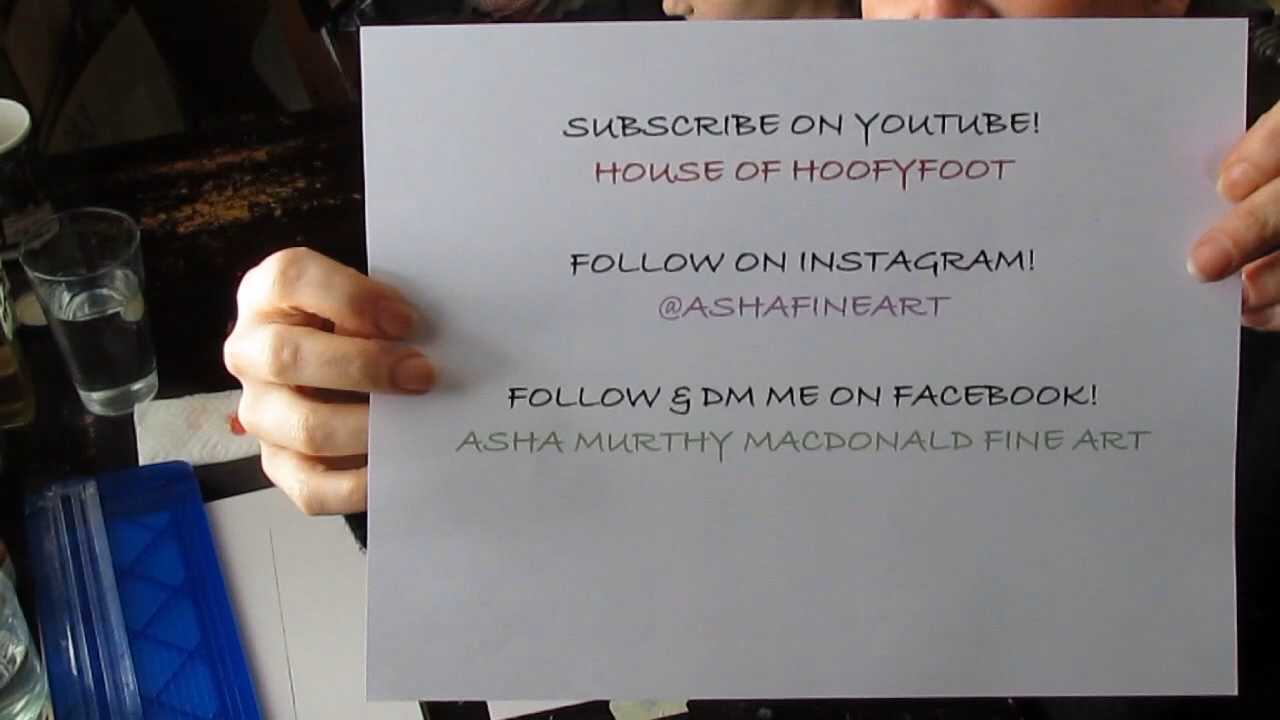 SUBSCRIBE ON YOUTUBE!
HOUSE OF HOOFYFOOT
FOLLOW ON INSTAGRAM!
@ASHAFINEART
FOLLOW & DM ME ON FACEBOOK!
ASHA MURTHY MACDONALD FINE ART